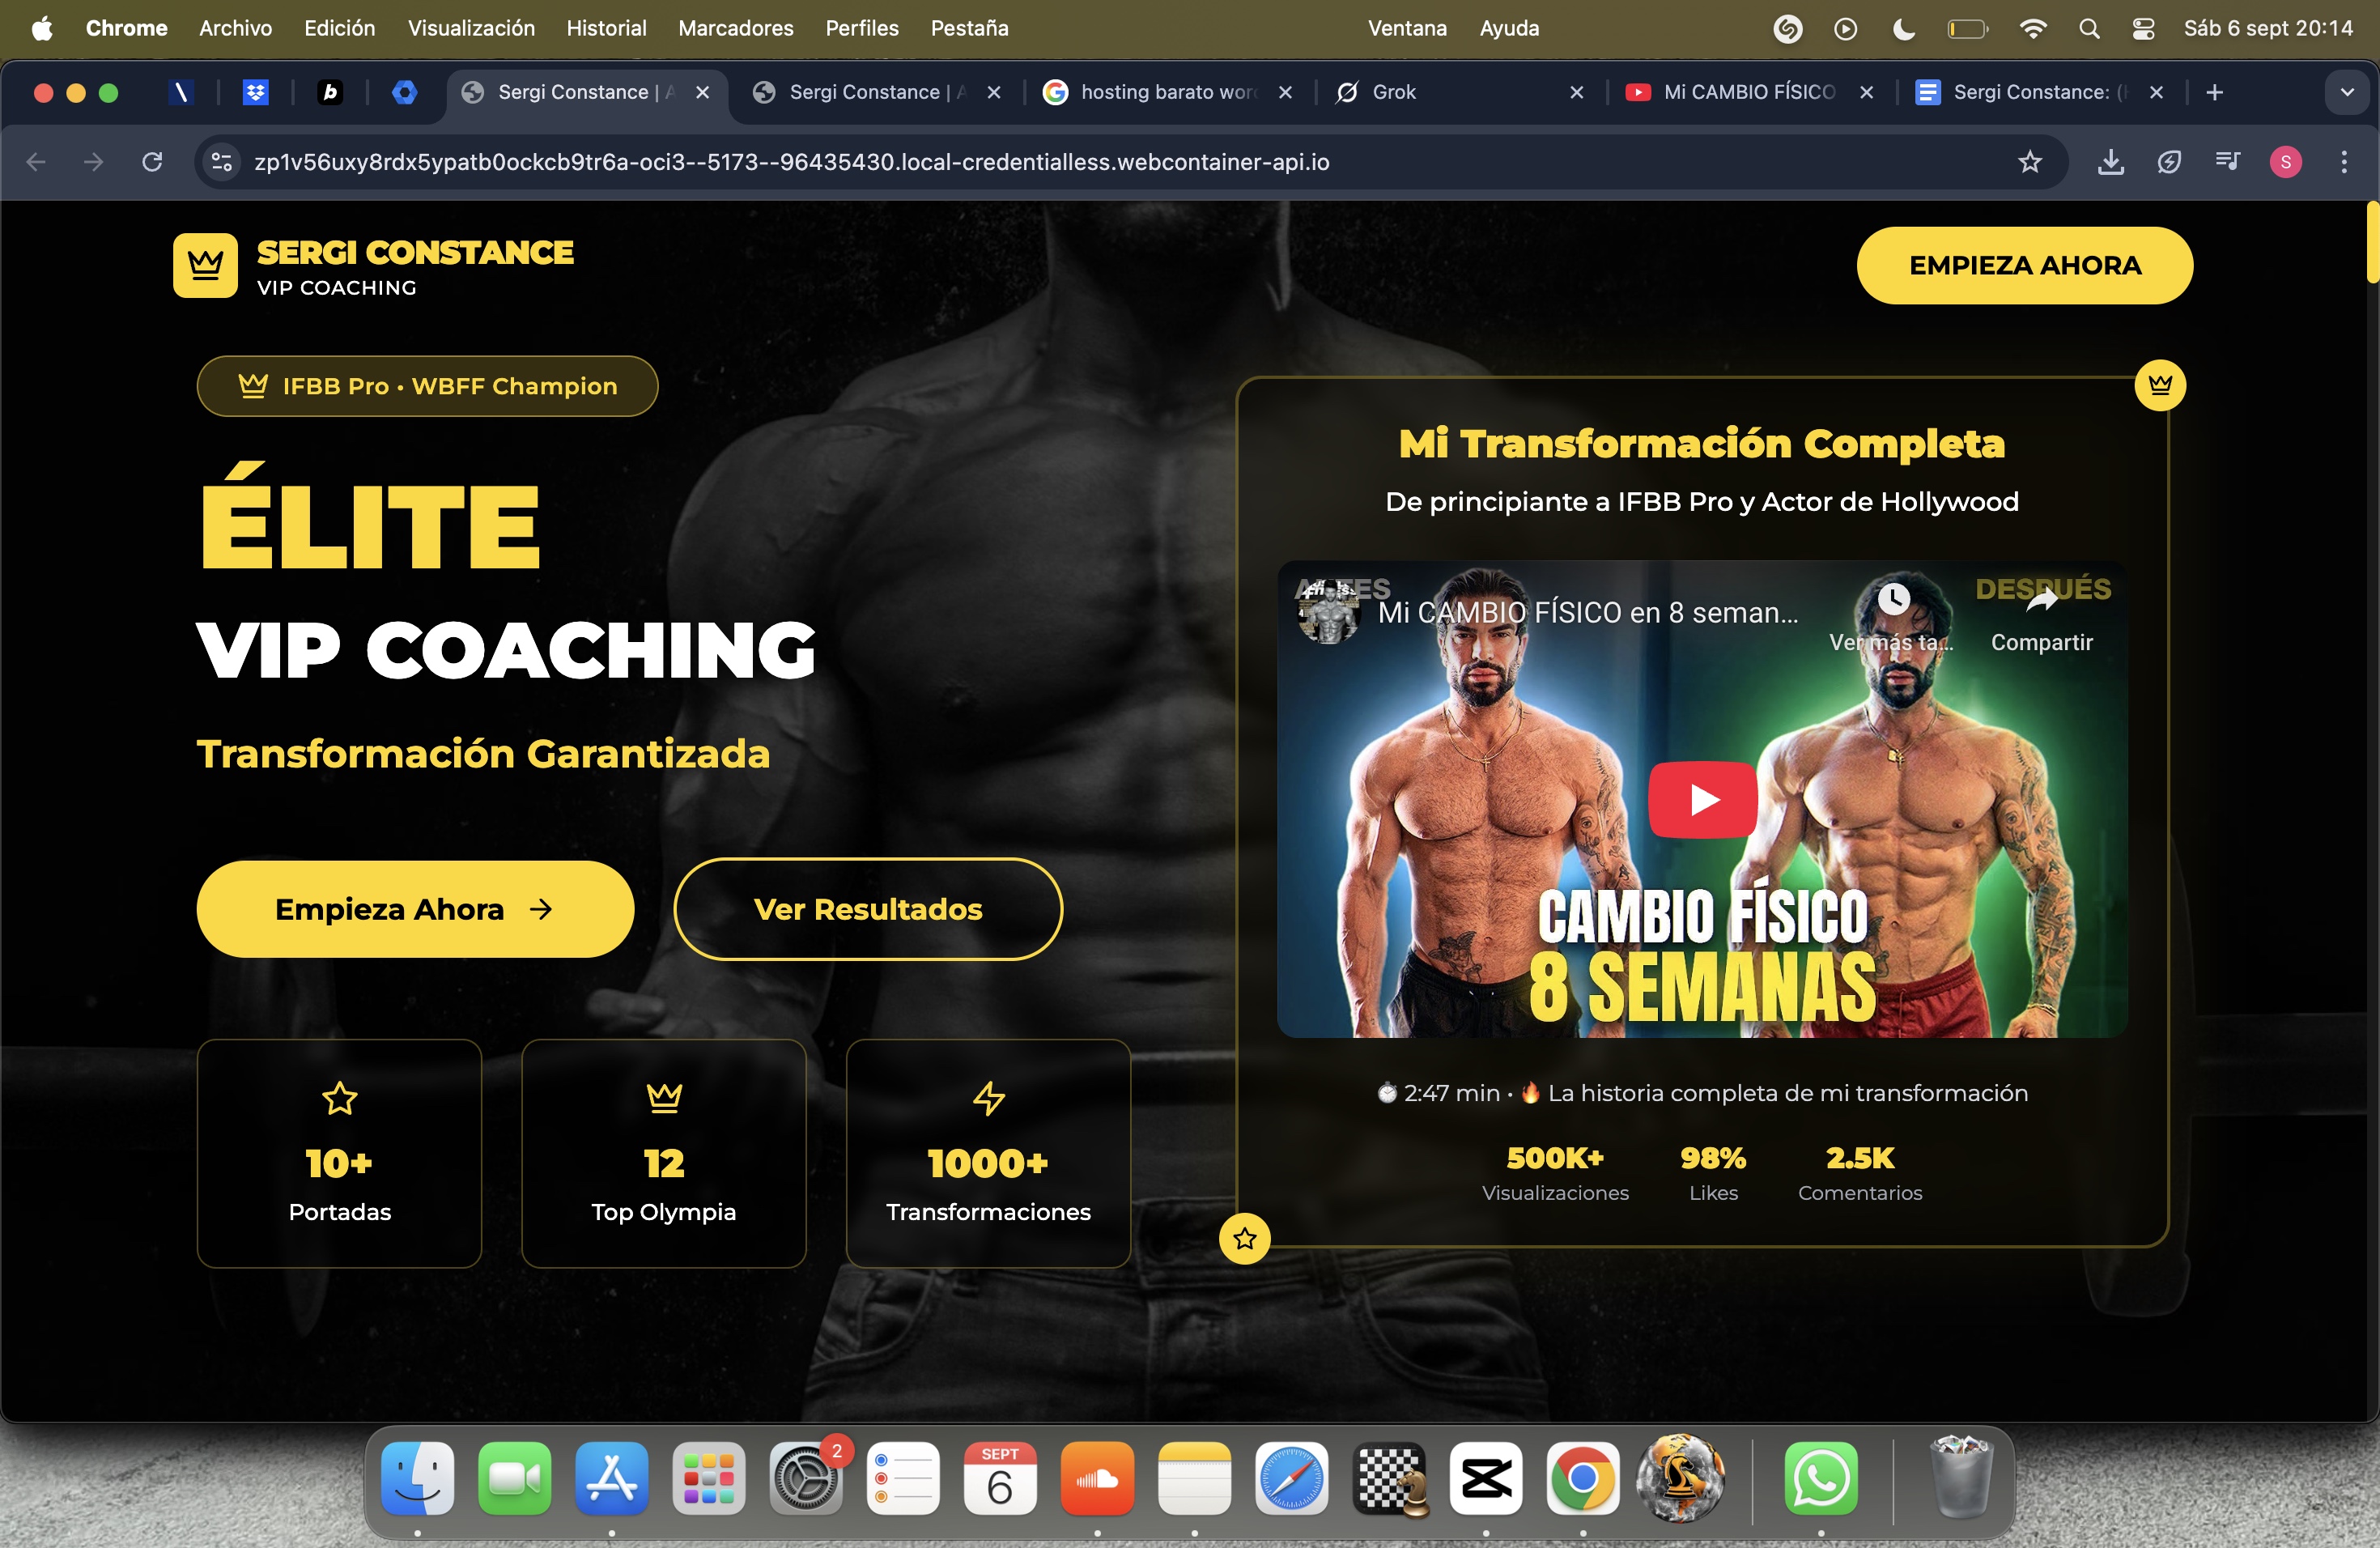 Chrome Archivo Edición Visualización Historial Marcadores Perfiles Pestaña Ventana Ayuda Sáb 6 sept 20:14
Sergi Constance | A
Sergi Constance | A
hosting barato wor
Grok
Mi CAMBIO FÍSICO
Sergi Constance: (
zp1v56uxy8rdx5ypatb0ockcb9tr6a-oci3--5173--96435430.local-credentialless.webcontainer-api.io
S
SERGI CONSTANCE
VIP COACHING
EMPIEZA AHORA
IFBB Pro • WBFF Champion
ÉLITE
VIP COACHING
Transformación Garantizada
Empieza Ahora →
Ver Resultados
10+
Portadas
12
Top Olympia
1000+
Transformaciones
Mi Transformación Completa
De principiante a IFBB Pro y Actor de Hollywood
ANTES
DESPUÉS
Mi CAMBIO FÍSICO en 8 seman...
Ver más ta...
Compartir
CAMBIO FÍSICO
8 SEMANAS
2:47 min • 🔥 La historia completa de mi transformación
500K+ 98% 2.5K
Visualizaciones Likes Comentarios
2
SEPT
6